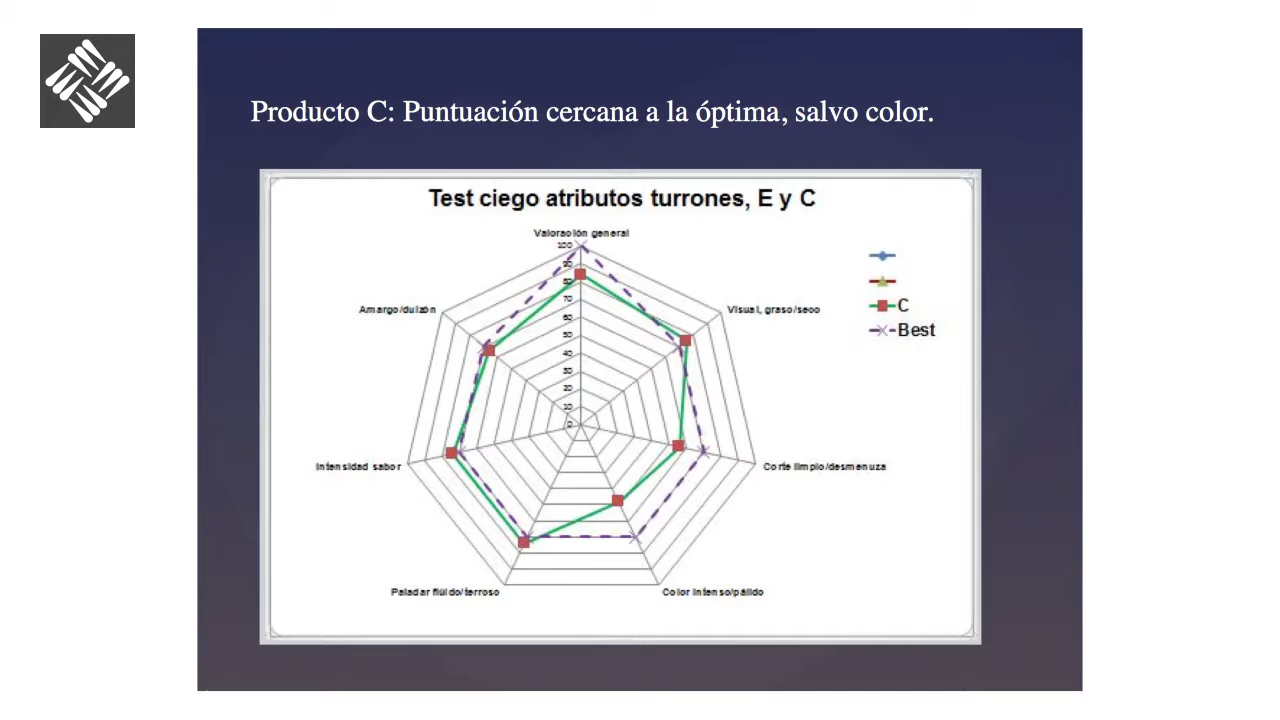 Producto C: Puntuación cercana a la óptima, salvo color.
Test ciego atributos turrones, E y C
Valoración general
100
90
80
70
60
50
40
30
20
10
0
Visual, graso/seco
Corte limpio/desmenuza
Color intenso/pálido
Paladar flúido/terroso
Intensidad sabor
Amargo/dulzón
C
Best